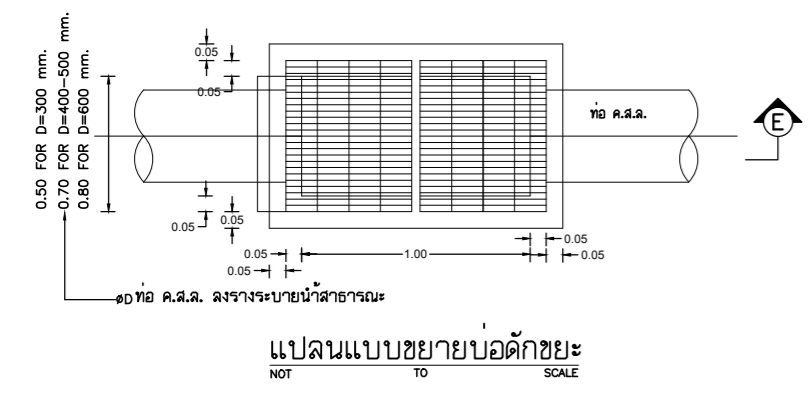 0.50 FOR D=300 mm.
0.70 FOR D=400-500 mm.
0.80 FOR D=600 mm.
0.05
0.05
ท่อ ค.ส.ล.
E
0.05
0.05
0.05
1.00
0.05
0.05
0.05
øD ท่อ ค.ส.ล. ลงรางระบายน้ำสาธารณะ
แปลนแบบขยายบ่อดักขยะ
NOT TO SCALE